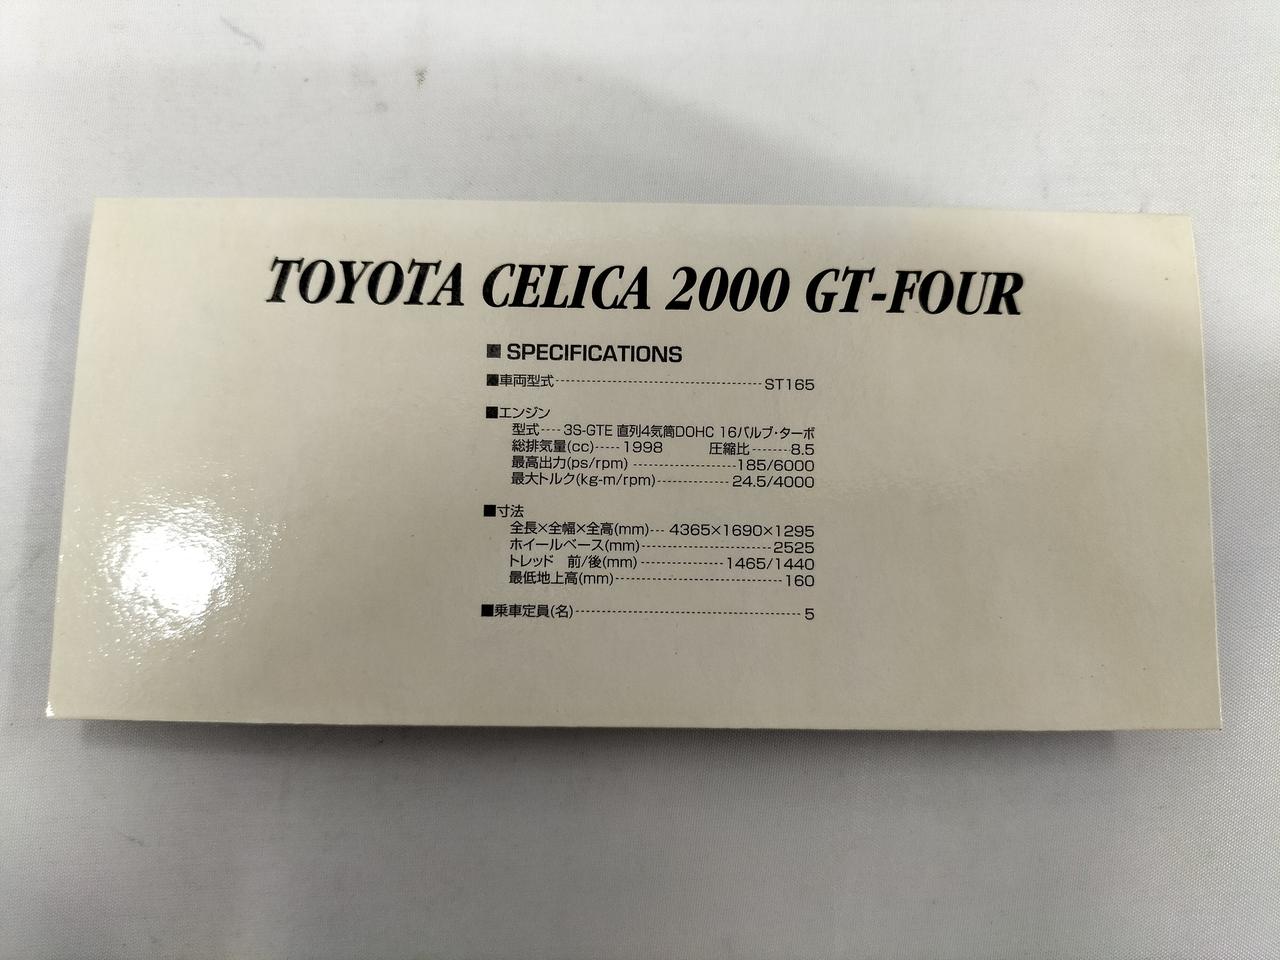 TOYOTA CELICA 2000 GT-FOUR
■ SPECIFICATIONS
■車両型式---ST165
■エンジン
型式----3S-GTE 直列4気筒DOHC 16バルブ・ターボ
総排気量(cc)-----1998 圧縮比-------8.5
最高出力(ps/rpm)---185/6000
最大トルク(kg-m/rpm)---24.5/4000
■寸法
全長×全幅×全高(mm)---4365×1690×1295
ホイールベース(mm)---2525
トレッド 前/後(mm)---1465/1440
最低地上高(mm)---160
■乗車定員(名)---5